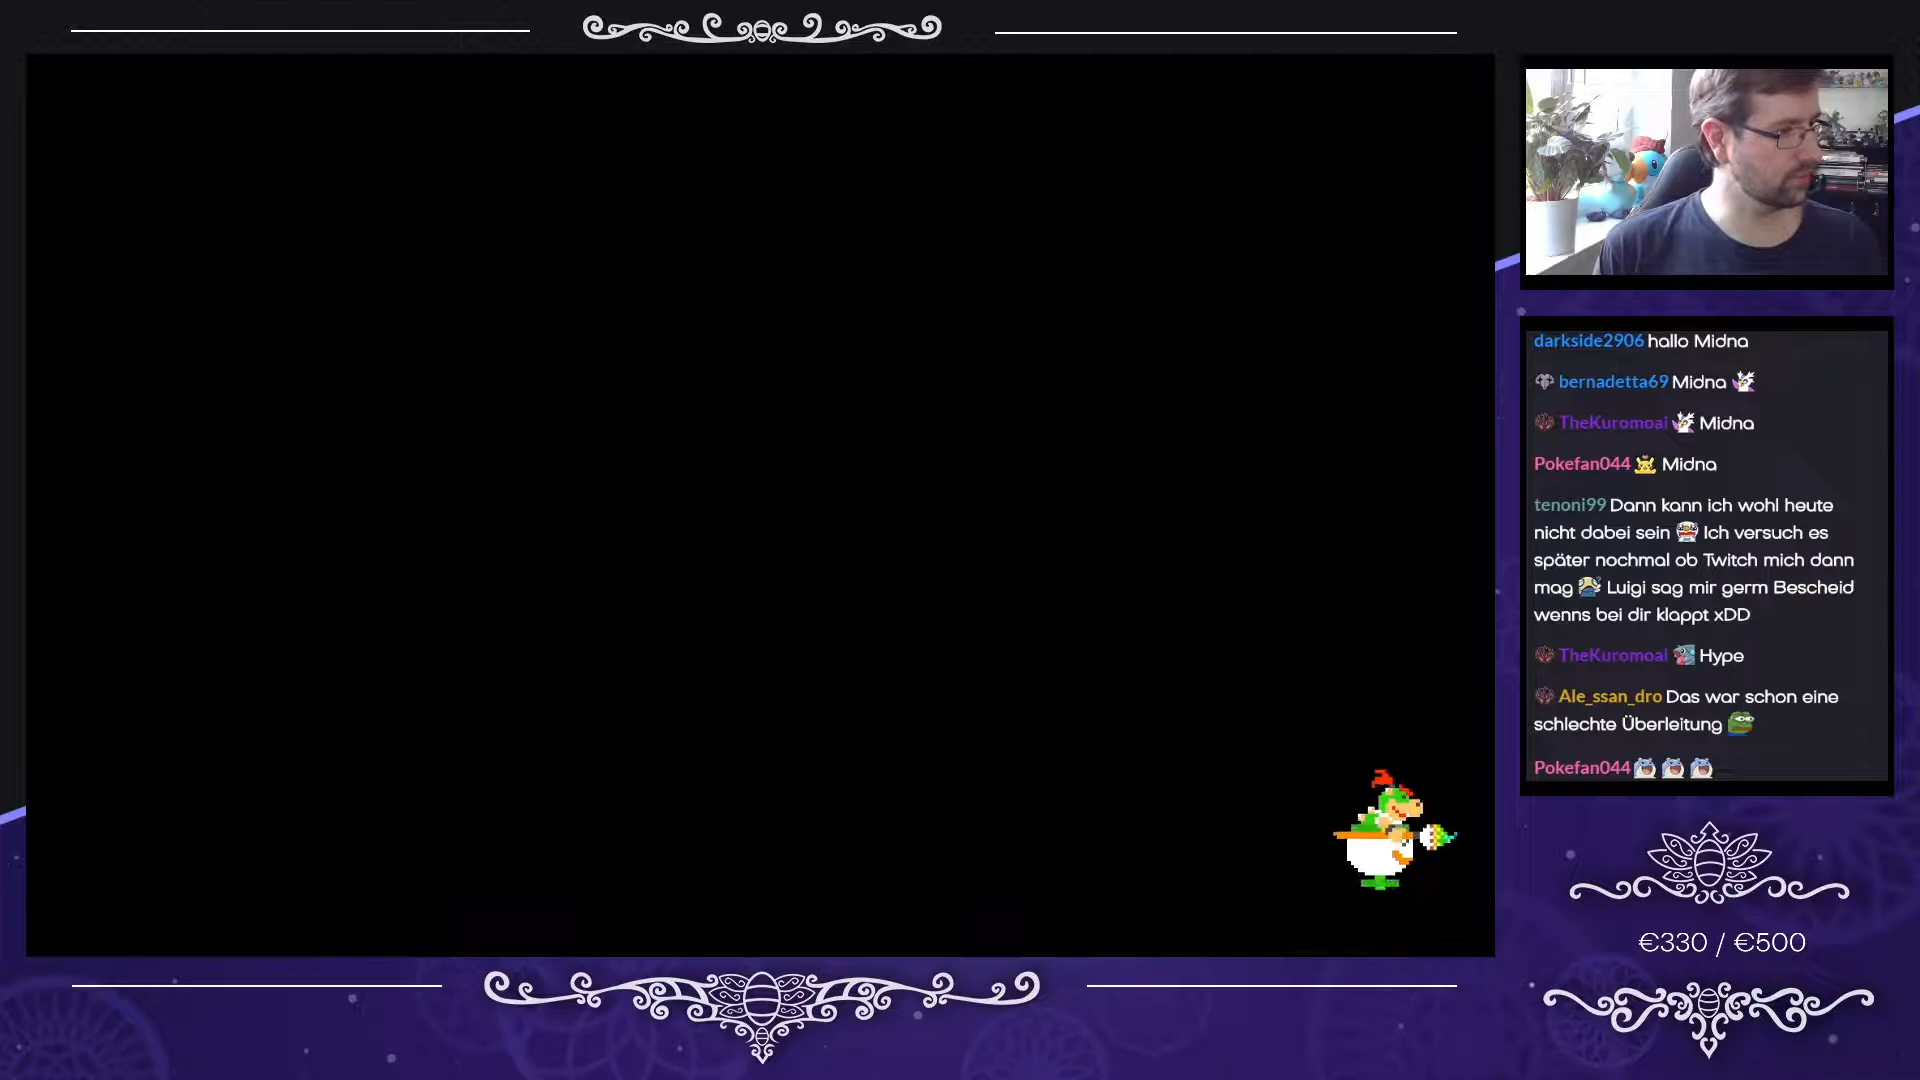 darkside2906 hallo Midna
bernadetta69 Midna
TheKuromoai Midna
Pokefan044 Midna
tenoni99 Dann kann ich wohl heute
nicht dabei sein Ich versuch es
später nochmal ob Twitch mich dann
mag Luigi sag mir germ Bescheid
wenns bei dir klappt xDD
TheKuromoai Hype
Ale_ssan_dro Das war schon eine
schlechte Überleitung
Pokefan044
€330 / €500